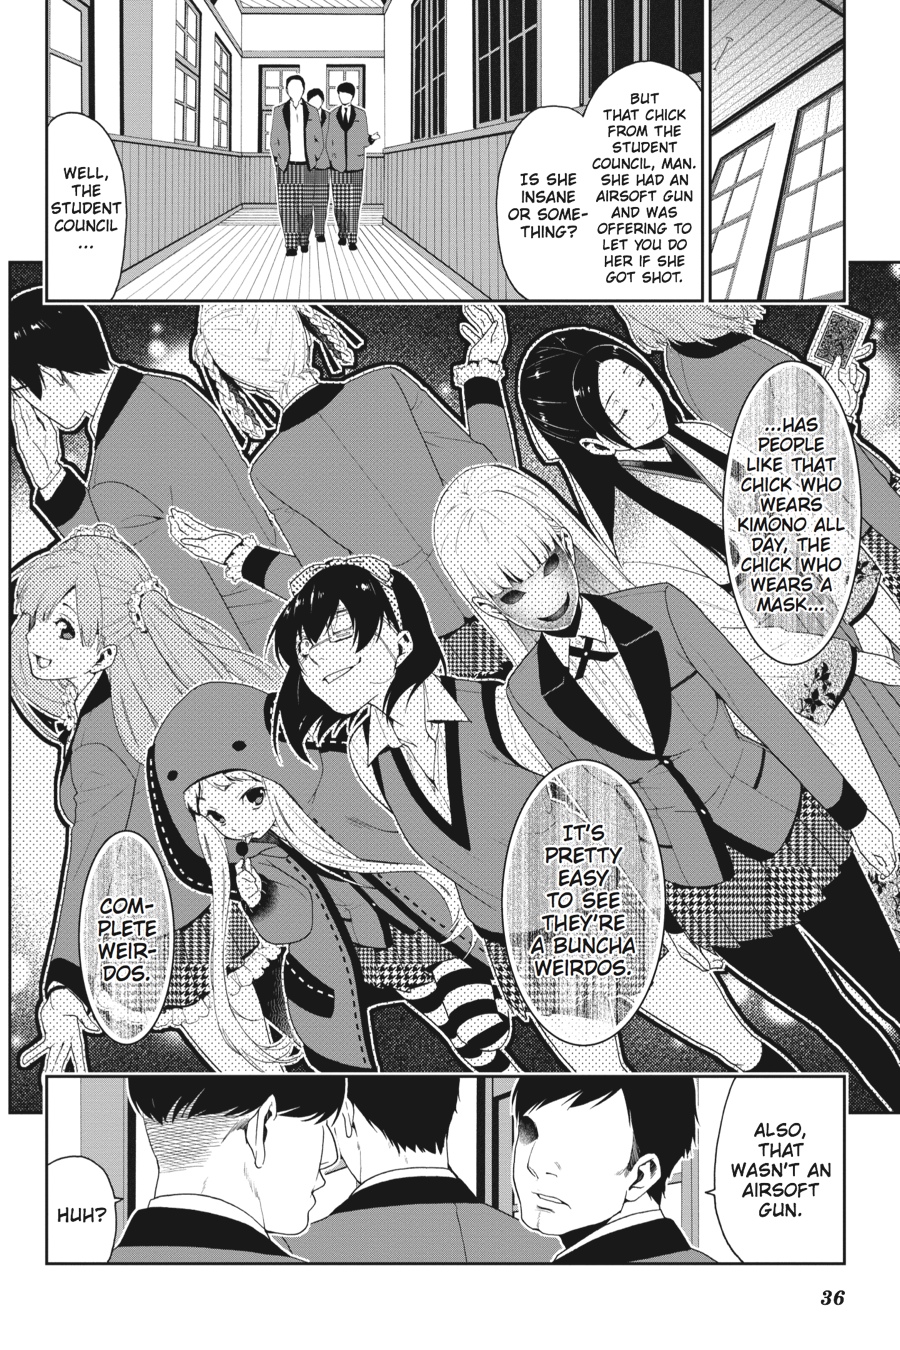 BUT
THAT CHICK
FROM THE
STUDENT
COUNCIL, MAN.
SHE HAD AN
AIRSOFT GUN
AND WAS
OFFERING TO
LET YOU DO
HER IF SHE
GOT SHOT.
IS SHE
INSANE
OR SOME-
THING?
WELL,
THE
STUDENT
COUNCIL
...
...HAS
PEOPLE
LIKE THAT
CHICK WHO
WEARS
KIMONO ALL
DAY, THE
CHICK WHO
WEARS A
MASK...
IT'S
PRETTY
EASY
TO SEE
THEY'RE
A BUNCHA
WEIRDOS.
COM-
PLETE
WEIR-
DOS.
ALSO,
THAT
WASN'T AN
AIRSOFT
GUN.
HUH?
36